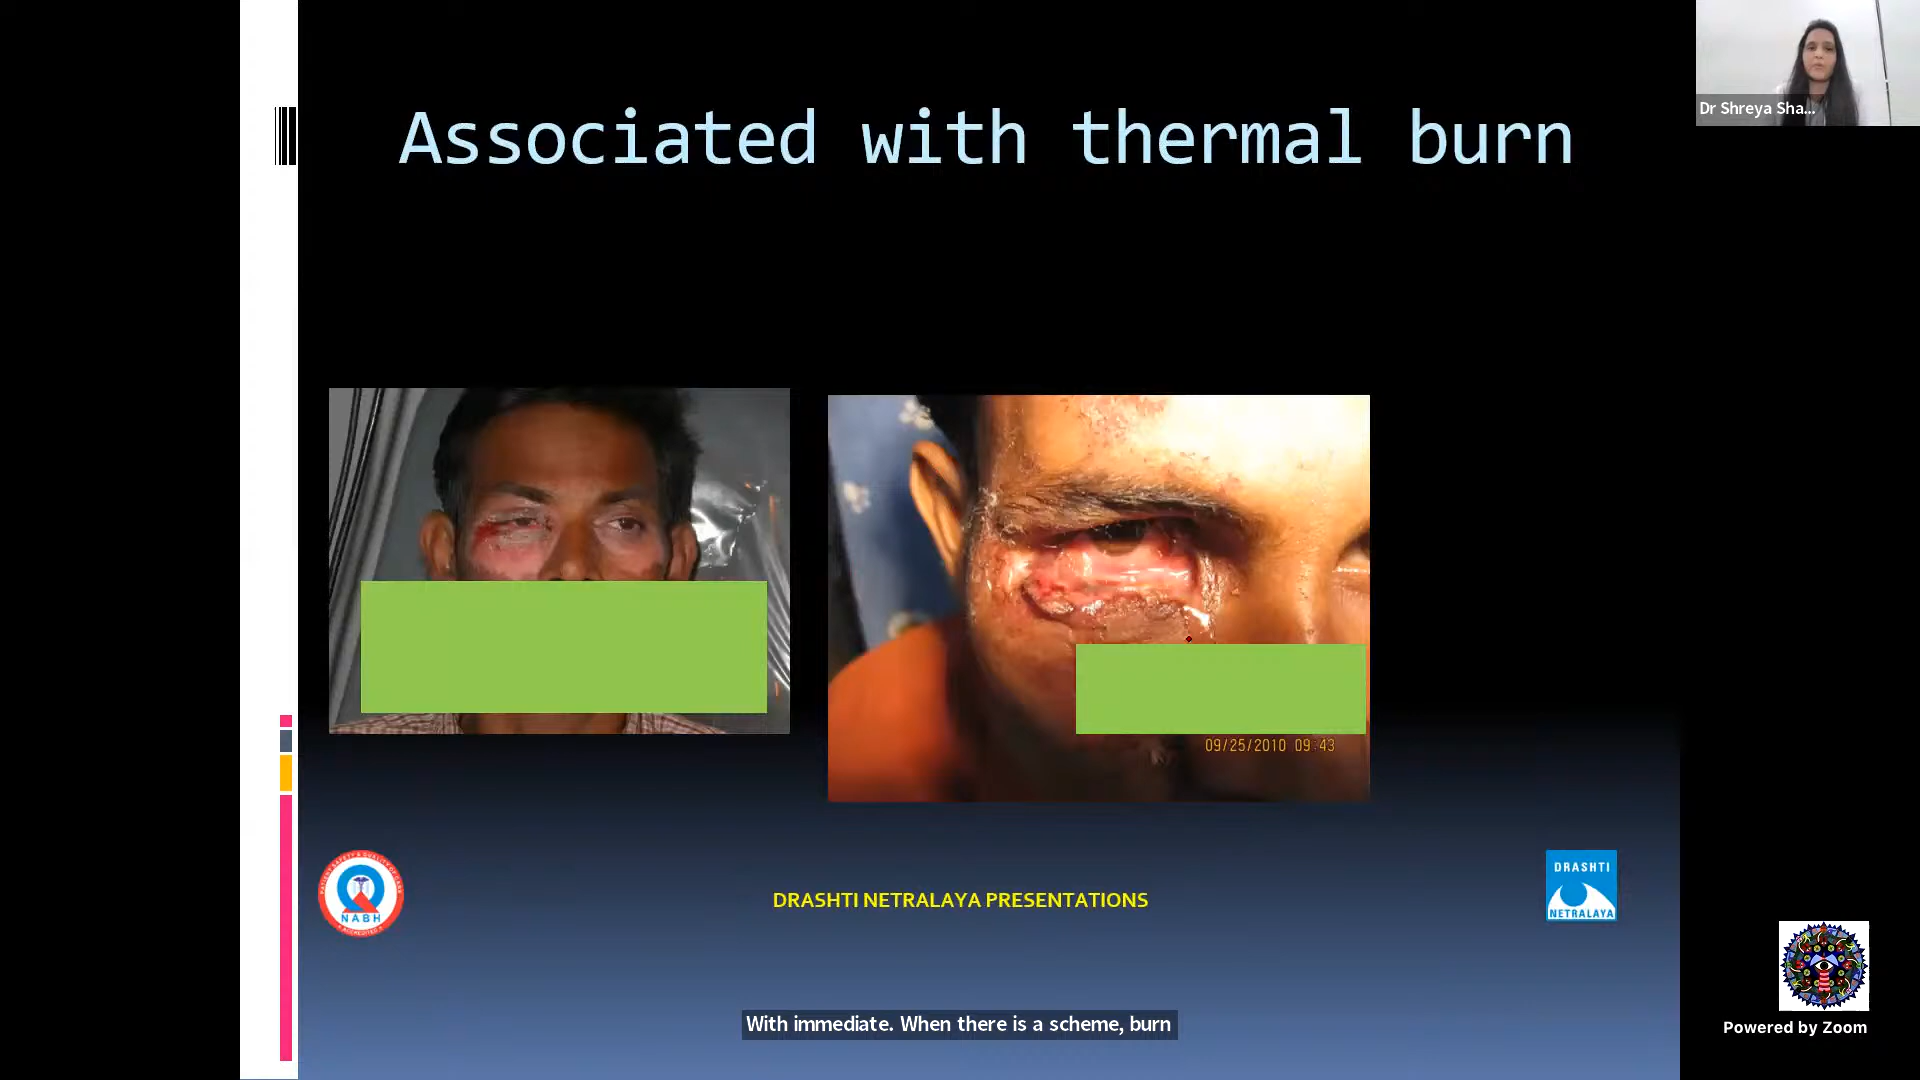 Associated with thermal burn
Dr Shreya Sha...
09/25/2010 09:43
NABH
DRASHTI NETRALAYA PRESENTATIONS
DRASHTI
NETRALAYA
With immediate. When there is a scheme, burn
Powered by Zoom